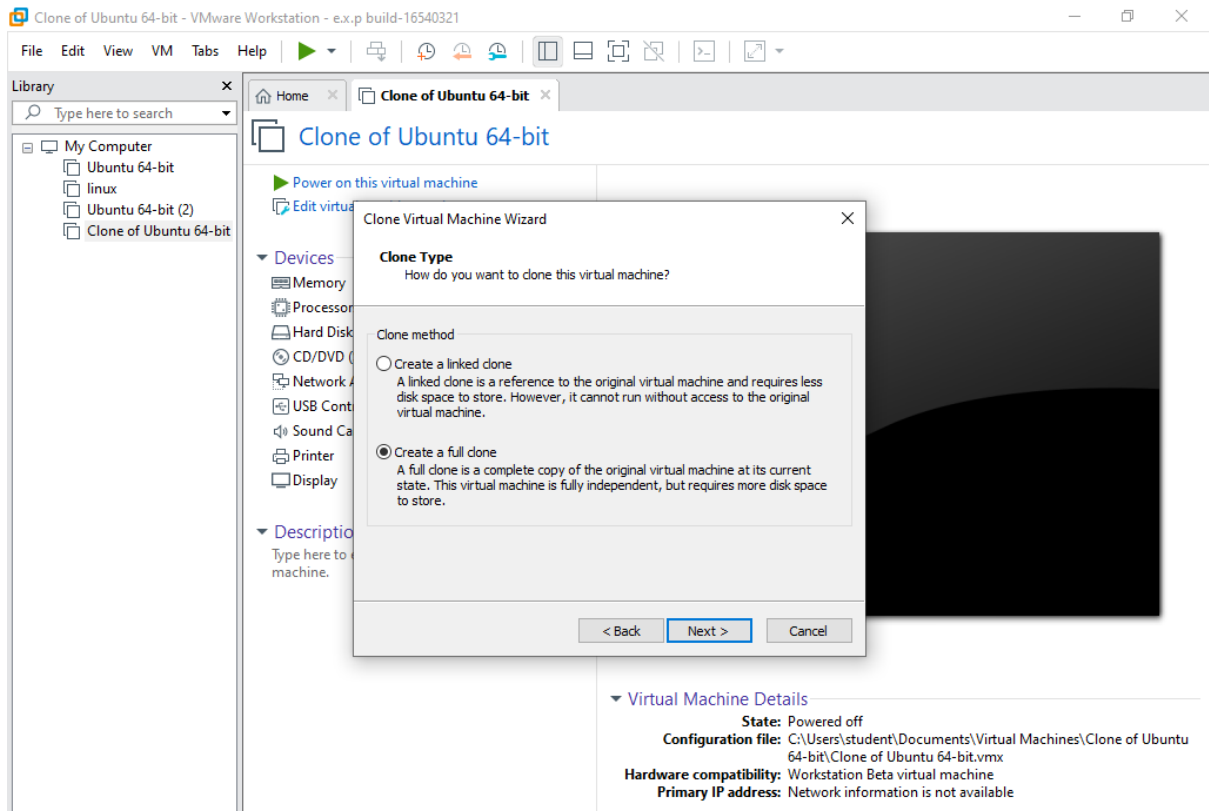 Clone of Ubuntu 64-bit - VMware Workstation - e.x.p build-16540321
File Edit View VM Tabs Help
Library
Type here to search
My Computer
Ubuntu 64-bit
linux
Ubuntu 64-bit (2)
Clone of Ubuntu 64-bit
Home
Clone of Ubuntu 64-bit
Clone of Ubuntu 64-bit
Power on this virtual machine
Edit virtua
Devices
Memory
Processor
Hard Disk
CD/DVD (
Network A
USB Cont
Sound Ca
Printer
Display
Descriptio
Type here to e
machine.
Clone Virtual Machine Wizard
Clone Type
How do you want to clone this virtual machine?
Clone method
Create a linked clone
A linked clone is a reference to the original virtual machine and requires less
disk space to store. However, it cannot run without access to the original
virtual machine.
Create a full clone
A full clone is a complete copy of the original virtual machine at its current
state. This virtual machine is fully independent, but requires more disk space
to store.
< Back Next > Cancel
Virtual Machine Details
State: Powered off
Configuration file: C:\Users\student\Documents\Virtual Machines\Clone of Ubuntu
64-bit\Clone of Ubuntu 64-bit.vmx
Hardware compatibility: Workstation Beta virtual machine
Primary IP address: Network information is not available